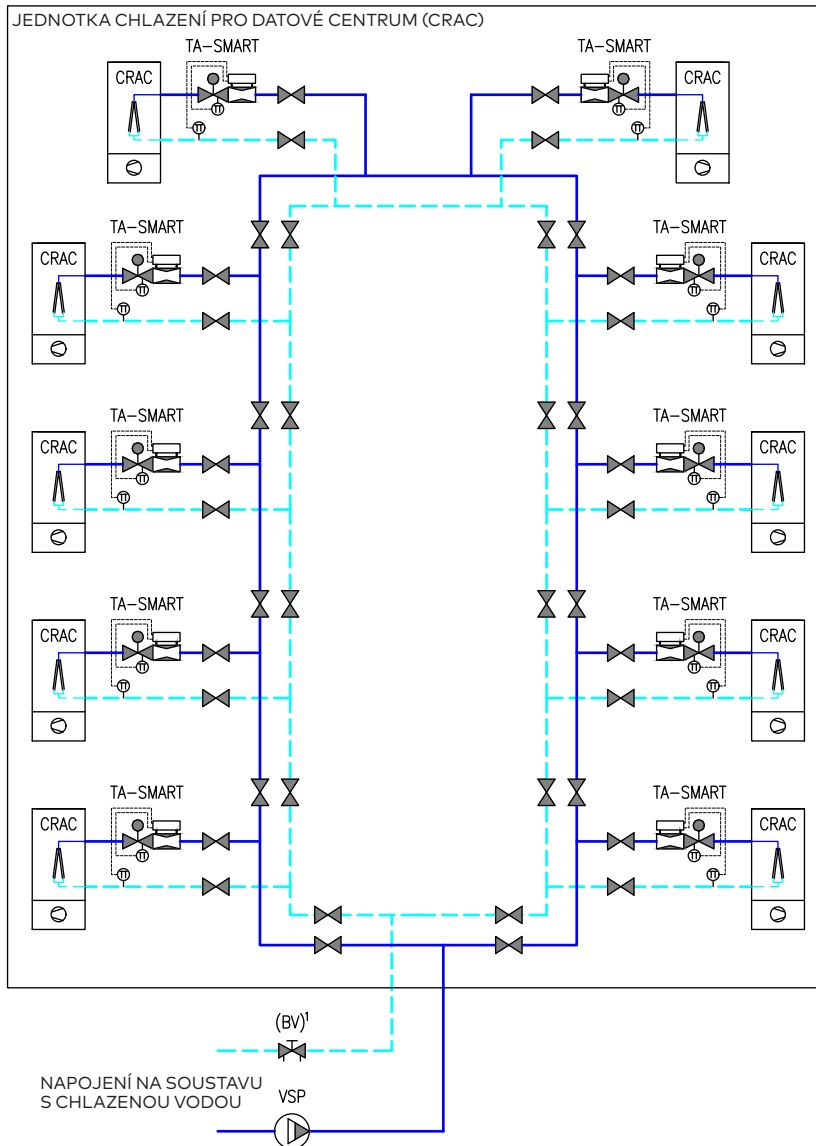 JEDNOTKA CHLAZENÍ PRO DATOVÉ CENTRUM (CRAC)
TA-SMART TA-SMART
CRAC CRAC
TA-SMART TA-SMART
CRAC CRAC
TA-SMART TA-SMART
CRAC CRAC
TA-SMART TA-SMART
CRAC CRAC
TA-SMART TA-SMART
CRAC CRAC
(BV)¹
NAPOJENÍ NA SOUSTAVU
S CHLAZENOU VODOU
VSP